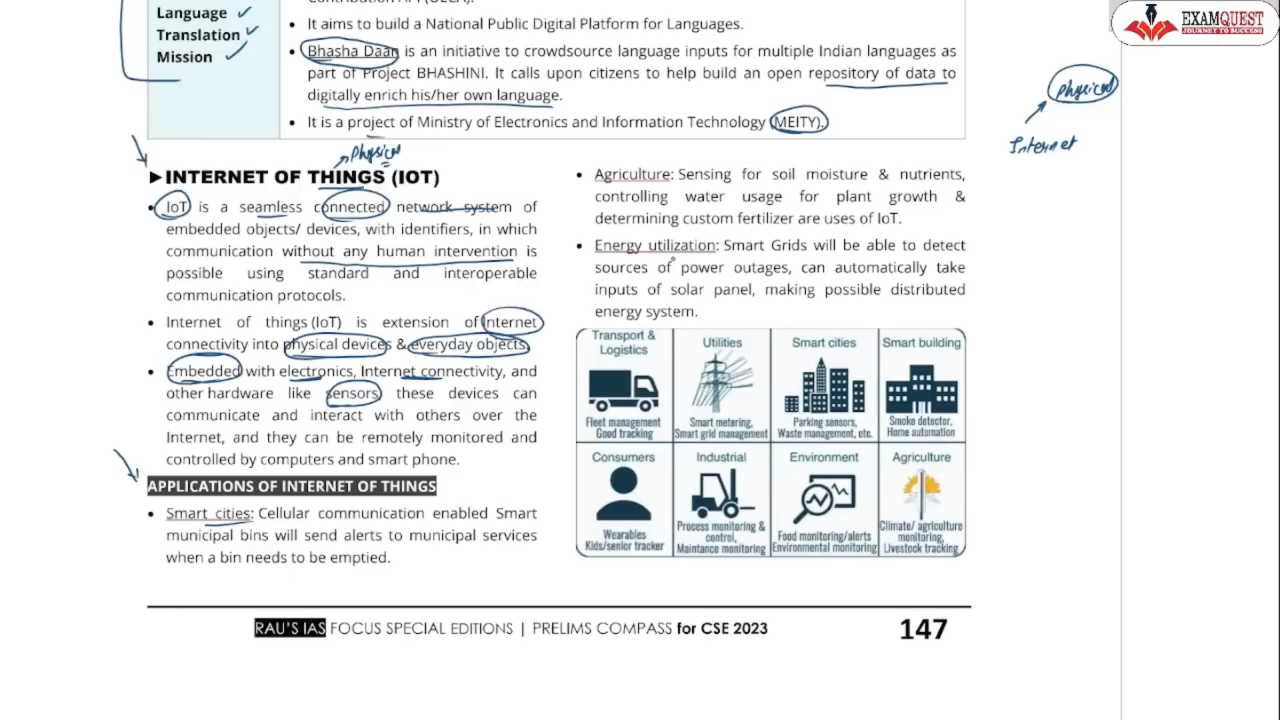 Language
Translation
Mission
• It aims to build a National Public Digital Platform for Languages.
• Bhasha Daan is an initiative to crowdsource language inputs for multiple Indian languages as
part of Project BHASHINI. It calls upon citizens to help build an open repository of data to
digitally enrich his/her own language.
• It is a project of Ministry of Electronics and Information Technology (MEITY).
EXAMQUEST
JOURNEY TO SUCCESS
Physical
Internet
Physical
►INTERNET OF THINGS (IOT)
• IoT is a seamless connected network system of
embedded objects/ devices, with identifiers, in which
communication without any human intervention is
possible using standard and interoperable
communication protocols.
• Internet of things (IoT) is extension of Internet
connectivity into physical devices & everyday objects.
• Embedded with electronics, Internet connectivity, and
other hardware like sensors these devices can
communicate and interact with others over the
Internet, and they can be remotely monitored and
controlled by computers and smart phone.
APPLICATIONS OF INTERNET OF THINGS
• Smart cities: Cellular communication enabled Smart
municipal bins will send alerts to municipal services
when a bin needs to be emptied.
• Agriculture: Sensing for soil moisture & nutrients,
controlling water usage for plant growth &
determining custom fertilizer are uses of IoT.
• Energy utilization: Smart Grids will be able to detect
sources of power outages, can automatically take
inputs of solar panel, making possible distributed
energy system.
Transport &
Logistics
Fleet management
Good tracking
Utilities
Smart metering,
Smart grid management
Smart cities
Parking sensors,
Waste management, etc.
Smart building
Smoke detector,
Home automation
Consumers
Wearables
Kids/senior tracker
Industrial
Process monitoring &
control,
Maintance monitoring
Environment
Food monitoring/alerts
Environmental monitoring
Agriculture
Climate/ agriculture
monitoring,
Livestock tracking
RAU'S IAS FOCUS SPECIAL EDITIONS | PRELIMS COMPASS for CSE 2023
147